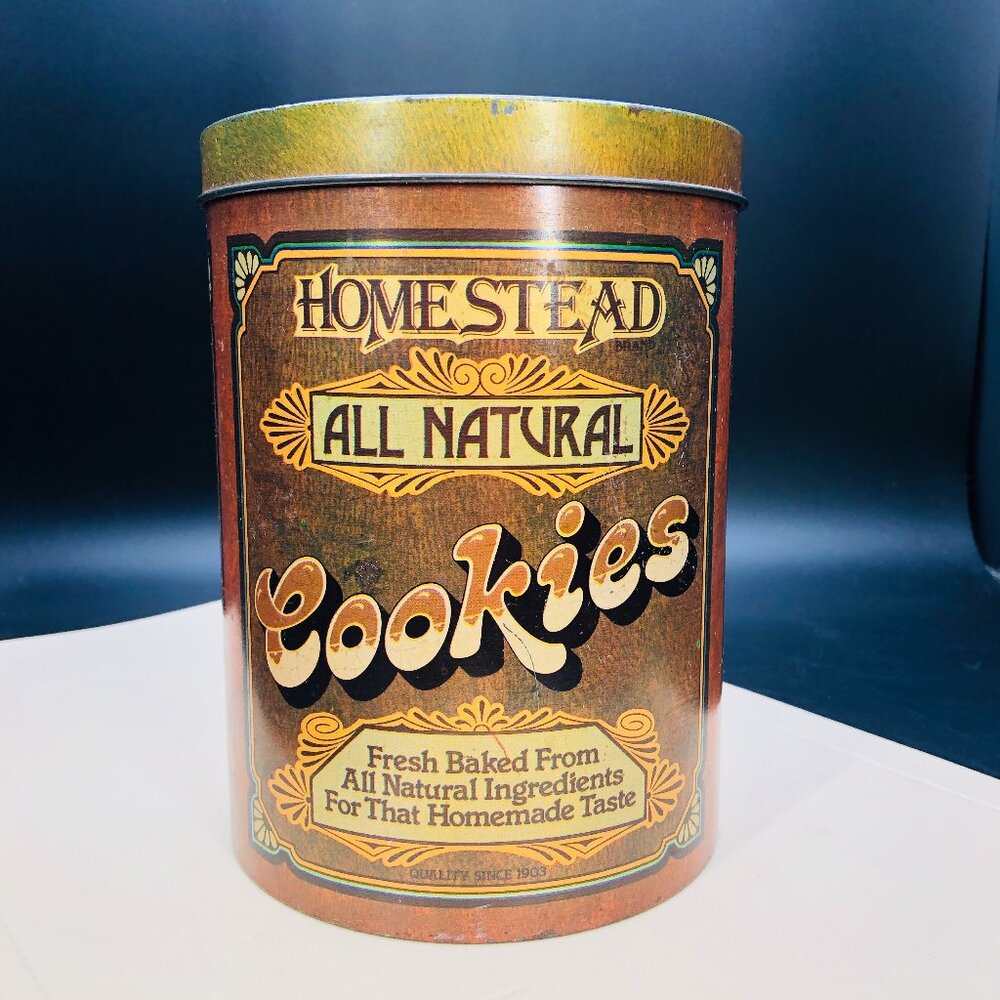 HOMESTEAD
BRAND
ALL NATURAL
Cookies
Fresh Baked From
All Natural Ingredients
For That Homemade Taste
QUALITY SINCE 1903